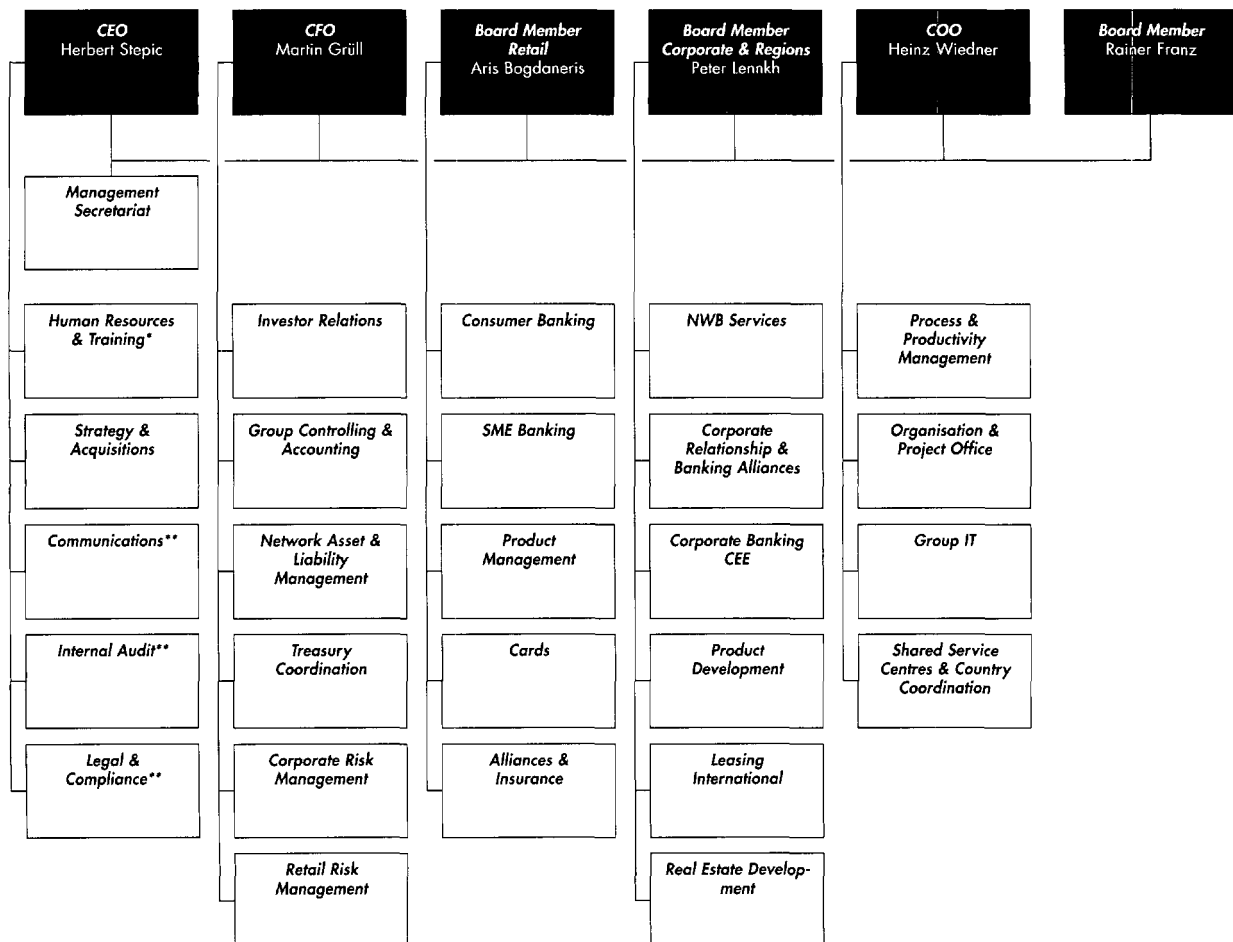 CEO
Herbert Stepic
CFO
Martin Grüll
Board Member
Retail
Aris Bogdaneris
Board Member
Corporate & Regions
Peter Lennkh
COO
Heinz Wiedner
Board Member
Rainer Franz
Management
Secretariat
Human Resources
& Training*
Investor Relations
Consumer Banking
NWB Services
Process &
Productivity
Management
Strategy &
Acquisitions
Group Controlling &
Accounting
SME Banking
Corporate
Relationship &
Banking Alliances
Organisation &
Project Office
Communications**
Network Asset &
Liability
Management
Product
Management
Corporate Banking
CEE
Group IT
Internal Audit**
Treasury
Coordination
Cards
Product
Development
Shared Service
Centres & Country
Coordination
Legal &
Compliance**
Corporate Risk
Management
Alliances &
Insurance
Leasing
International
Retail Risk
Management
Real Estate Develop-
ment